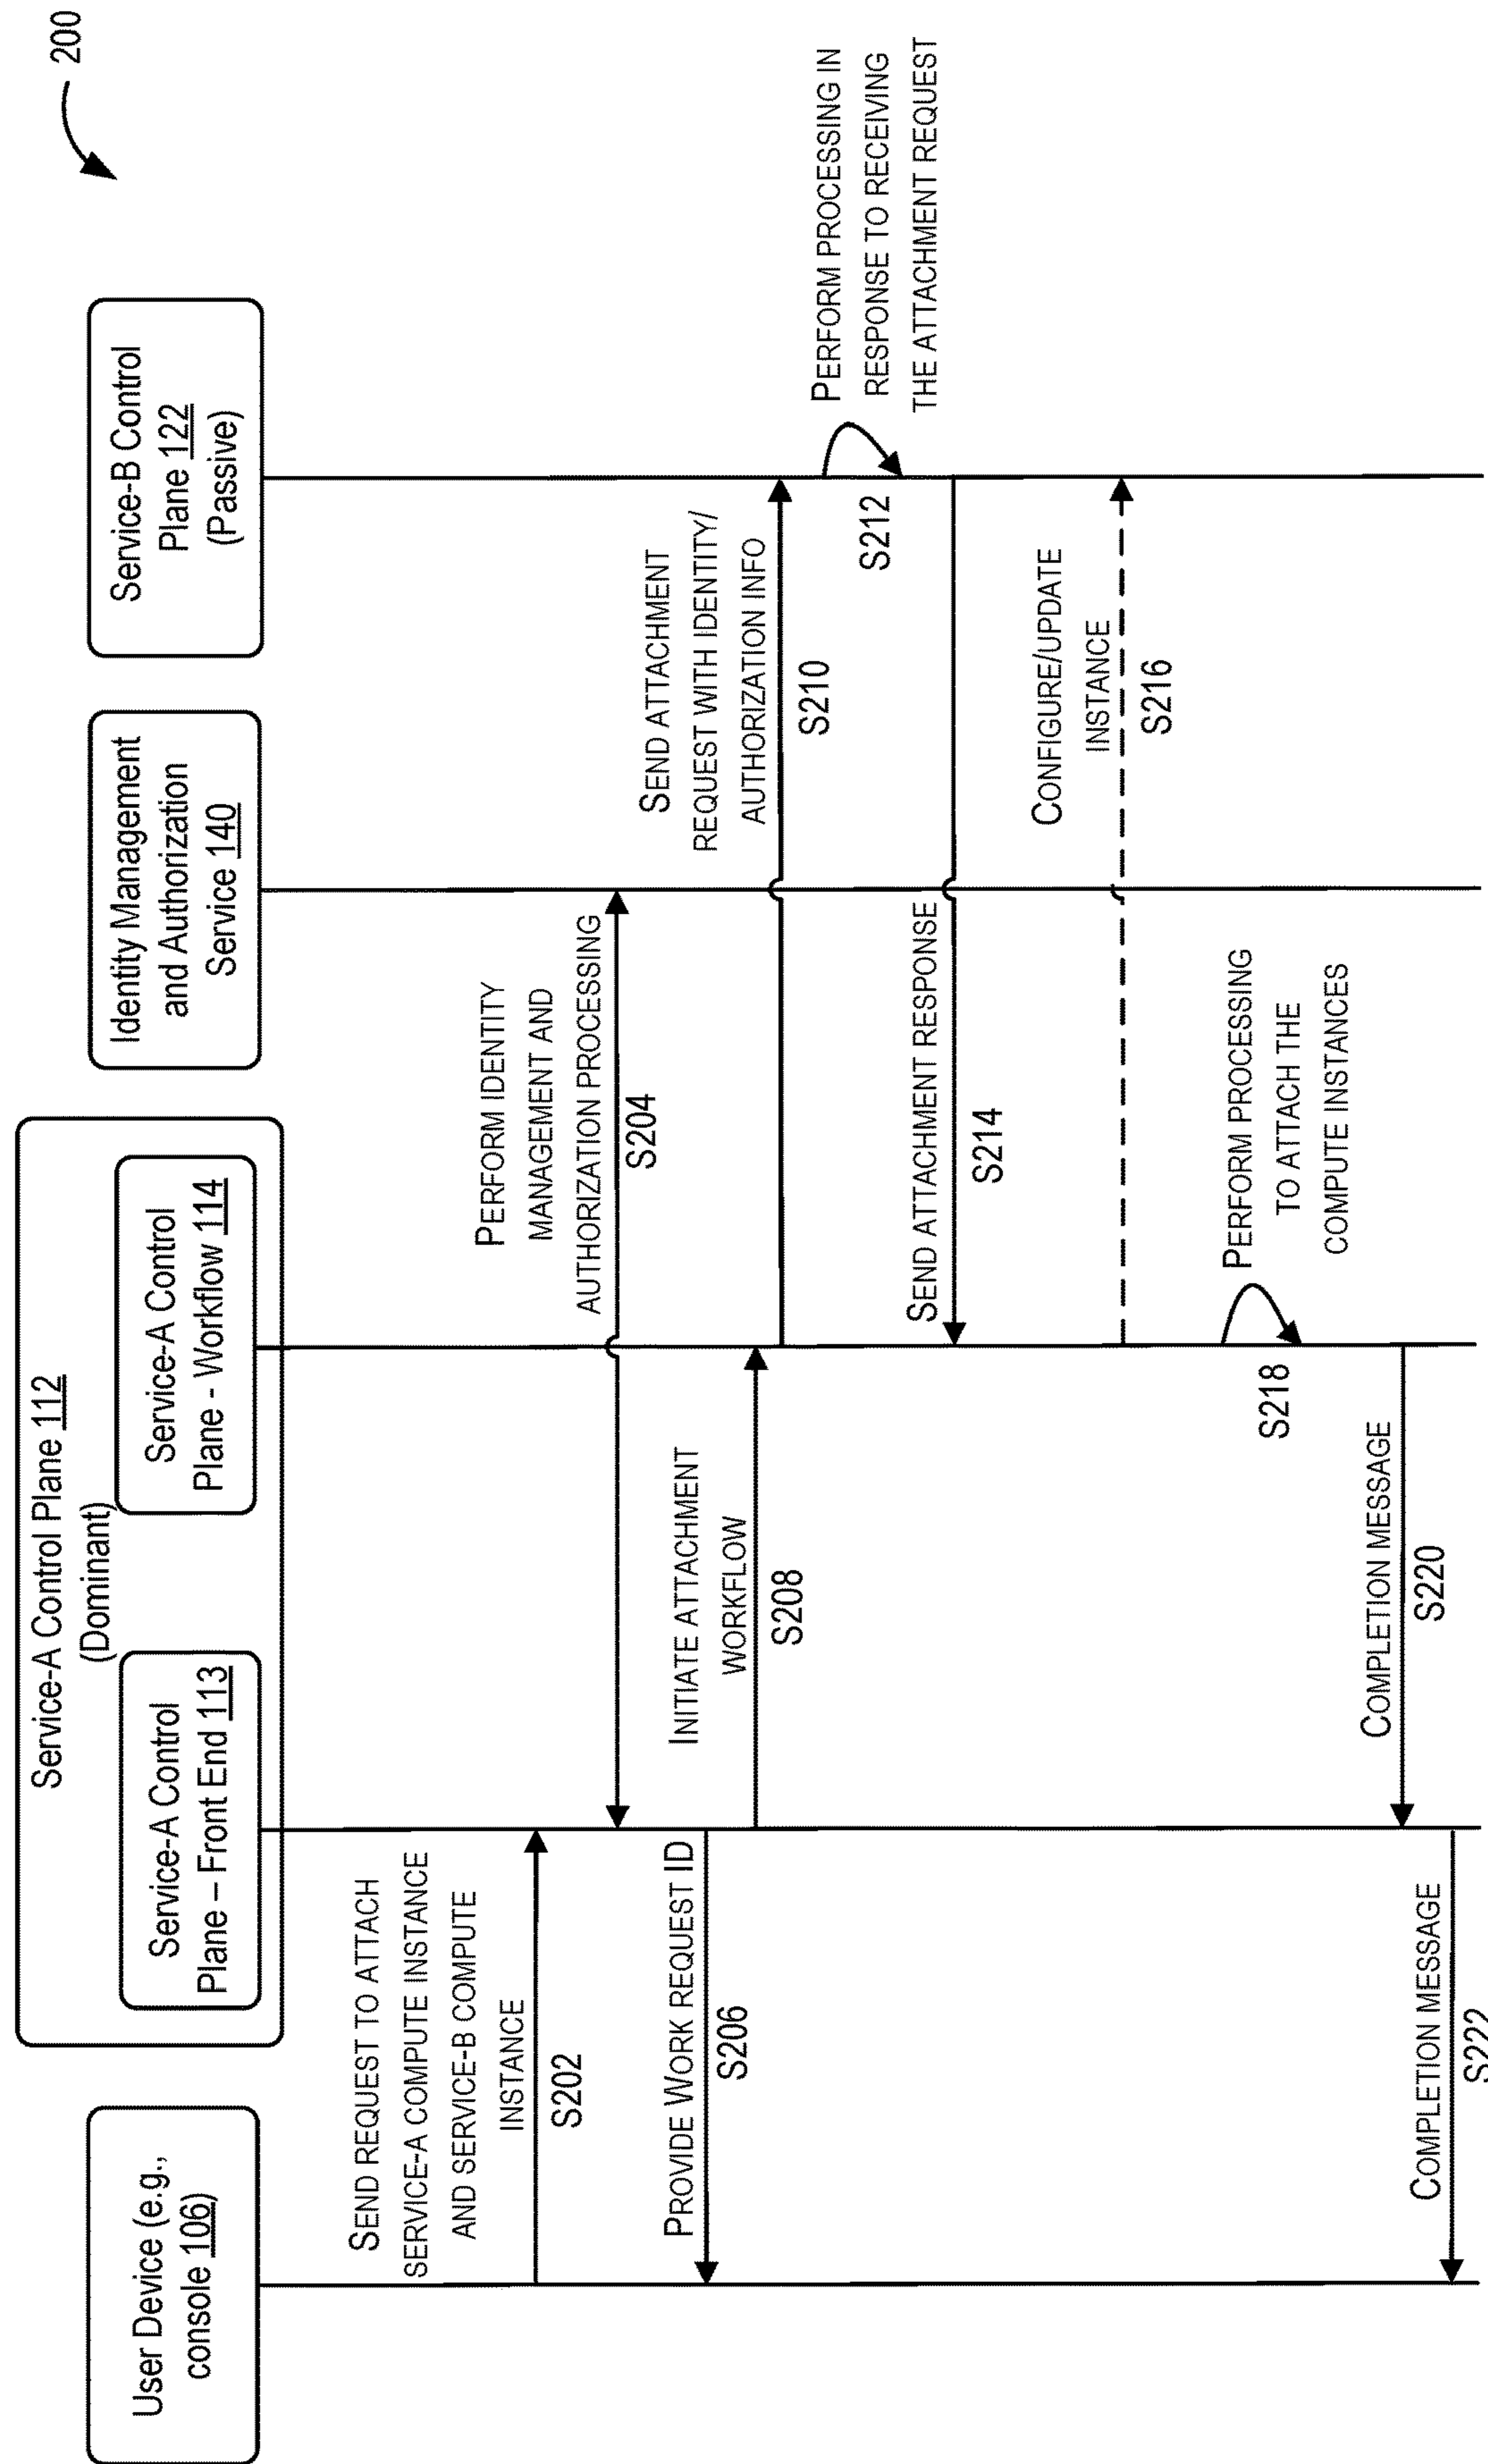 200
Service-A Control Plane 112
(Dominant)
User Device (e.g.,
console 106)
Service-A Control
Plane – Front End 113
Service-A Control
Plane - Workflow 114
Identity Management
and Authorization
Service 140
Service-B Control
Plane 122
(Passive)
SEND REQUEST TO ATTACH
SERVICE-A COMPUTE INSTANCE
AND SERVICE-B COMPUTE
INSTANCE
S202
PERFORM IDENTITY
MANAGEMENT AND
AUTHORIZATION PROCESSING
S204
PROVIDE WORK REQUEST ID
S206
INITIATE ATTACHMENT
WORKFLOW
S208
SEND ATTACHMENT
REQUEST WITH IDENTITY/
AUTHORIZATION INFO
S210
PERFORM PROCESSING IN
RESPONSE TO RECEIVING
THE ATTACHMENT REQUEST
S212
SEND ATTACHMENT RESPONSE
S214
CONFIGURE/UPDATE
INSTANCE
S216
PERFORM PROCESSING
TO ATTACH THE
COMPUTE INSTANCES
S218
COMPLETION MESSAGE
S220
COMPLETION MESSAGE
S222